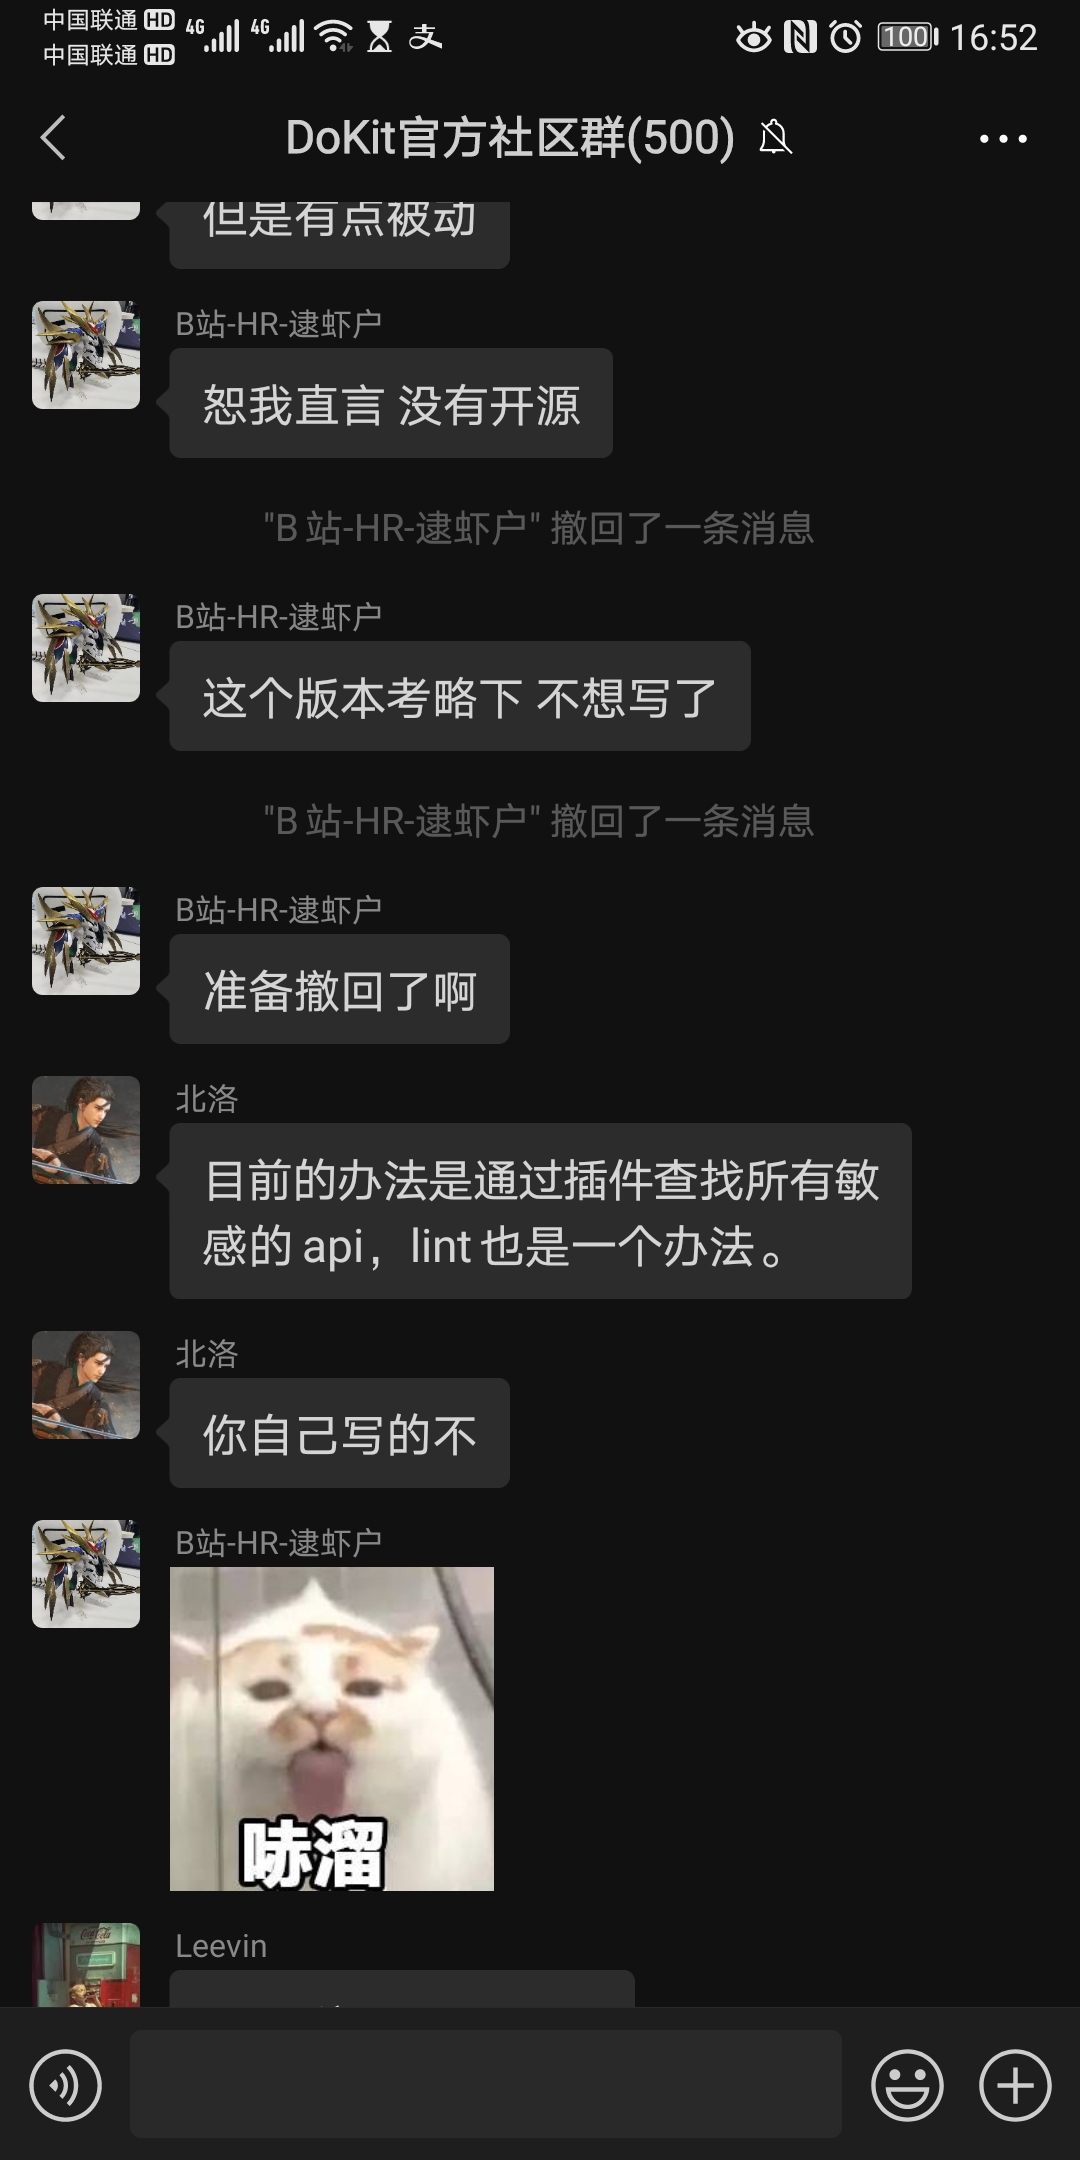 中国联通 HD 4G 4G 支 N 100 16:52
中国联通 HD
DoKit官方社区群(500)
但是有点被动
B站-HR-逮虾户
恕我直言 没有开源
"B 站-HR-逮虾户" 撤回了一条消息
B站-HR-逮虾户
这个版本考略下 不想写了
"B 站-HR-逮虾户" 撤回了一条消息
B站-HR-逮虾户
准备撤回了啊
北洛
目前的办法是通过插件查找所有敏
感的 api，lint 也是一个办法。
北洛
你自己写的不
B站-HR-逮虾户
哧溜
Leevin
Coca-Cola